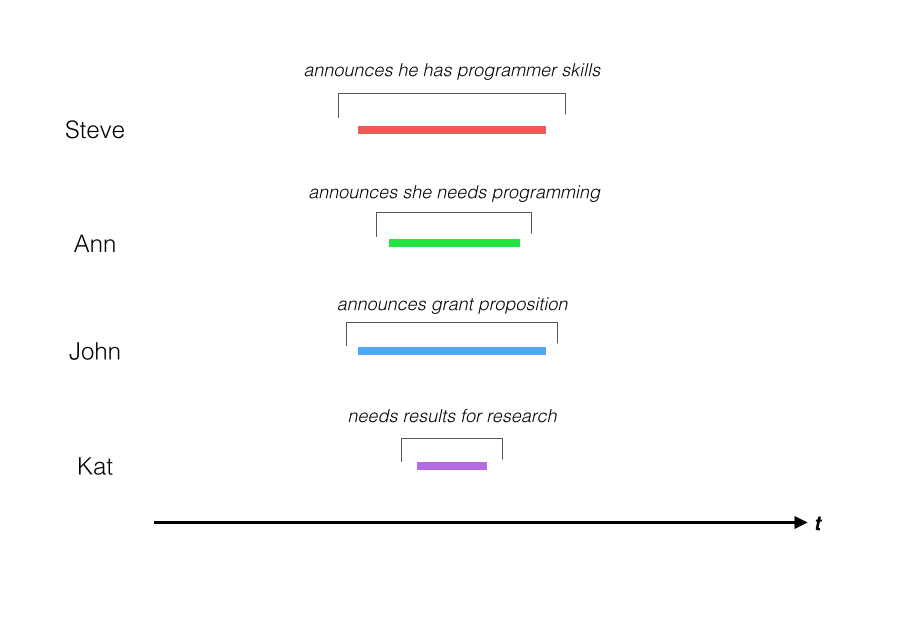 announces he has programmer skills
Steve
announces she needs programming
Ann
announces grant proposition
John
needs results for research
Kat
t